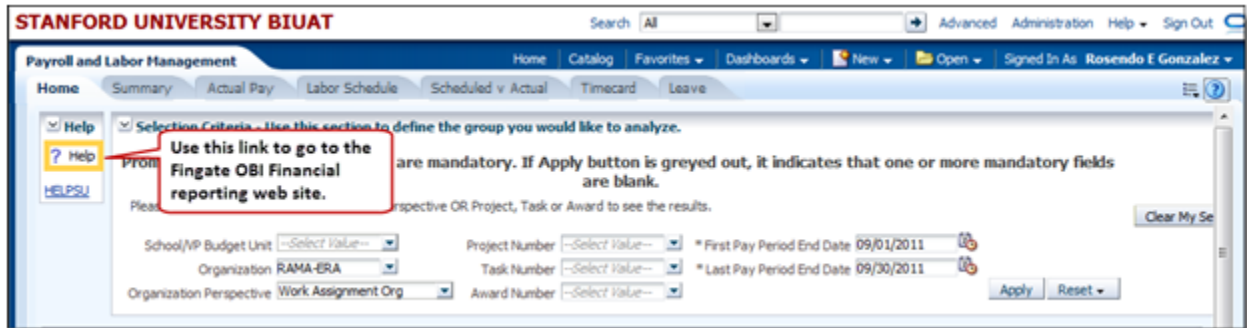 STANFORD UNIVERSITY BIUAT
Search All Advanced Administration Help Sign Out
Payroll and Labor Management
Home Catalog Favorites Dashboards New Open Signed In As Rosendo E Gonzalez
Home Summary Actual Pay Labor Schedule Scheduled v Actual Timecard Leave
Help
Selection Criteria - Use this section to define the group you would like to analyze.
? Help
HELPSU
Use this link to go to the
Fingate OBI Financial
reporting web site.
are mandatory. If Apply button is greyed out, it indicates that one or more mandatory fields
are blank.
OR Project, Task or Award to see the results.
Clear My Se
School/VP Budget Unit --Select Value-- Project Number --Select Value-- *First Pay Period End Date 09/01/2011
Organization RAMA-ERA Task Number --Select Value-- *Last Pay Period End Date 09/30/2011
Organization Perspective Work Assignment Org Award Number --Select Value-- Apply Reset